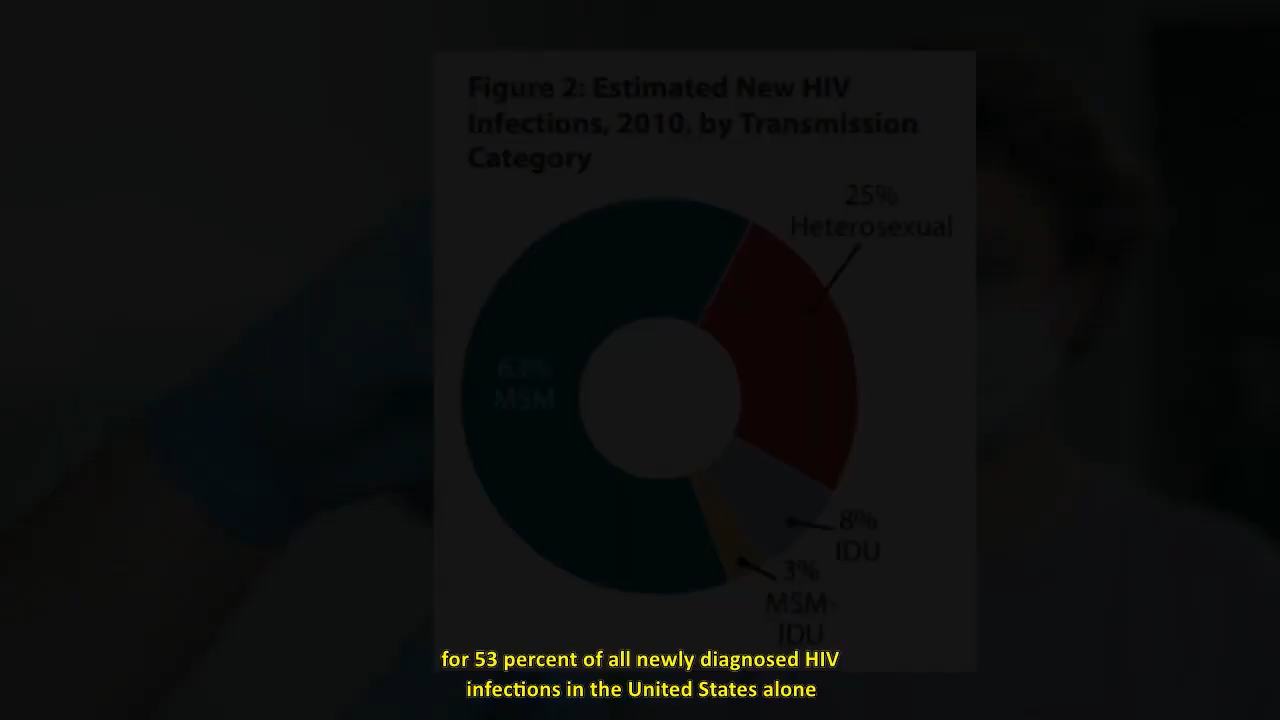 Figure 2: Estimated New HIV
Infections, 2010, by Transmission
Category
25%
Heterosexual
MSM
8%
IDU
3%
MSM-
IDU
for 53 percent of all newly diagnosed HIV
infections in the United States alone